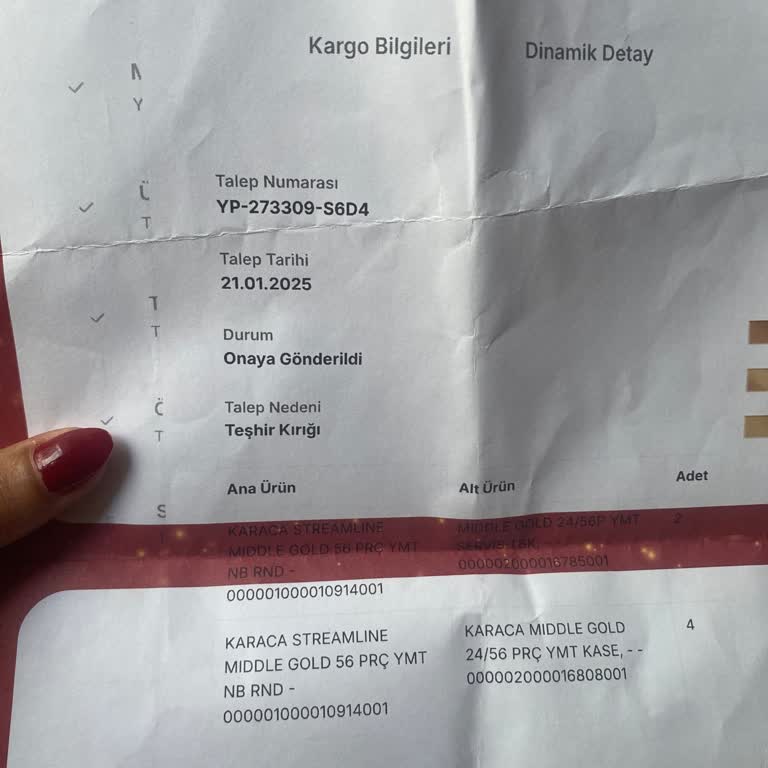 Kargo Bilgileri
Dinamik Detay
Y
Ü
T
Talep Numarası
YP-273309-S6D4
Talep Tarihi
21.01.2025
T
T
Durum
Onaya Gönderildi
Ö
T
Talep Nedeni
Teşhir Kırığı
Ana Ürün
Alt Ürün
Adet
S
KARACA STREAMLINE
MIDDLE GOLD 56 PRÇ YMT
NB RND -
000001000010914001
MIDDLE GOLD 24/56P YMT
SERVIS TBK,
000002000016785001
2
KARACA STREAMLINE
MIDDLE GOLD 56 PRÇ YMT
NB RND -
000001000010914001
KARACA MIDDLE GOLD
24/56 PRÇ YMT KASE, - -
000002000016808001
4